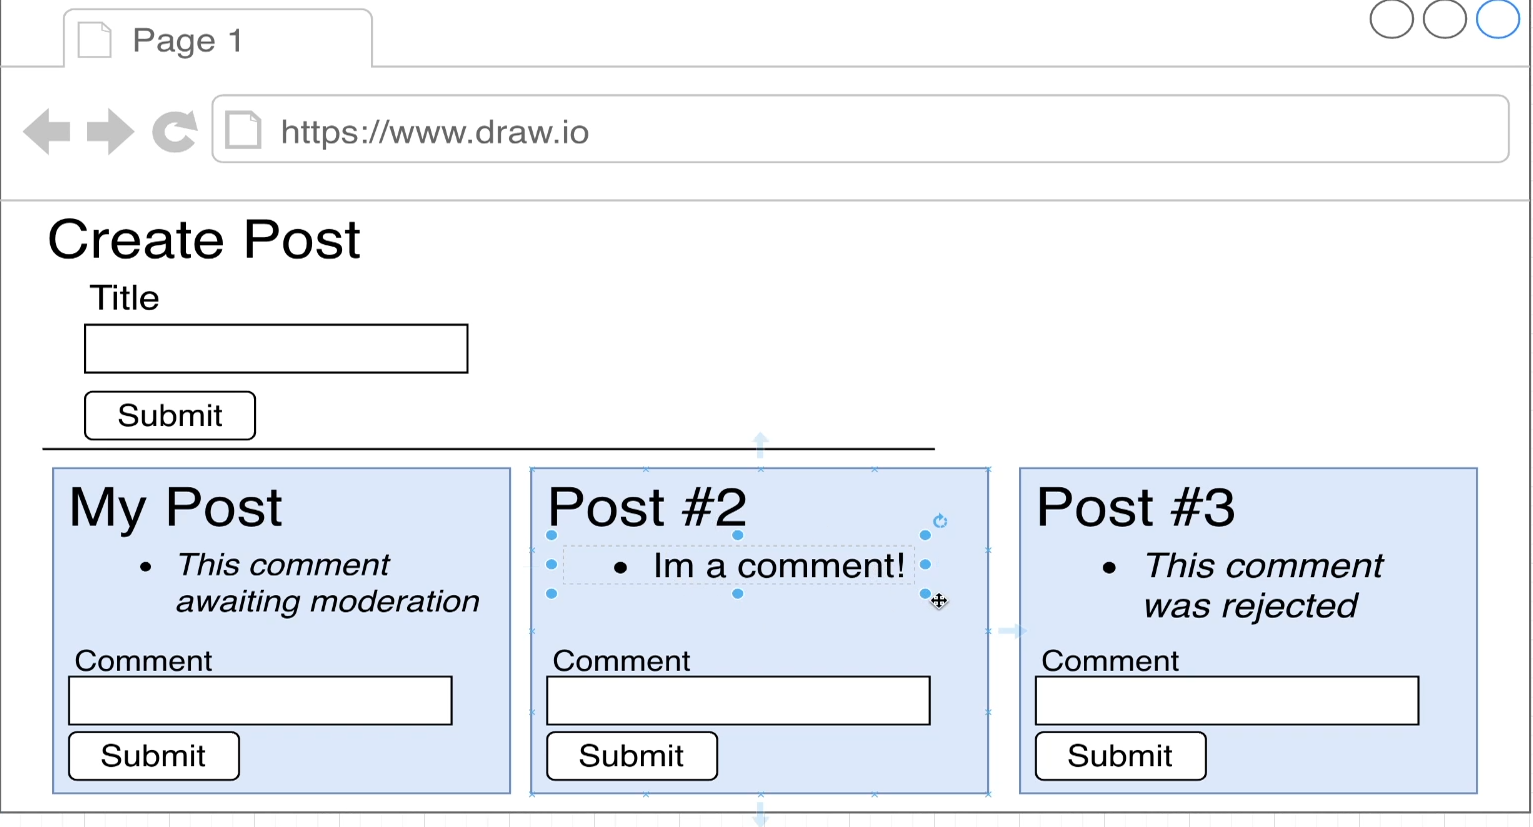 Page 1
https://www.draw.io
Create Post
Title
Submit
My Post
• This comment
awaiting moderation
Comment
Submit
Post #2
• Im a comment!
Comment
Submit
Post #3
• This comment
was rejected
Comment
Submit